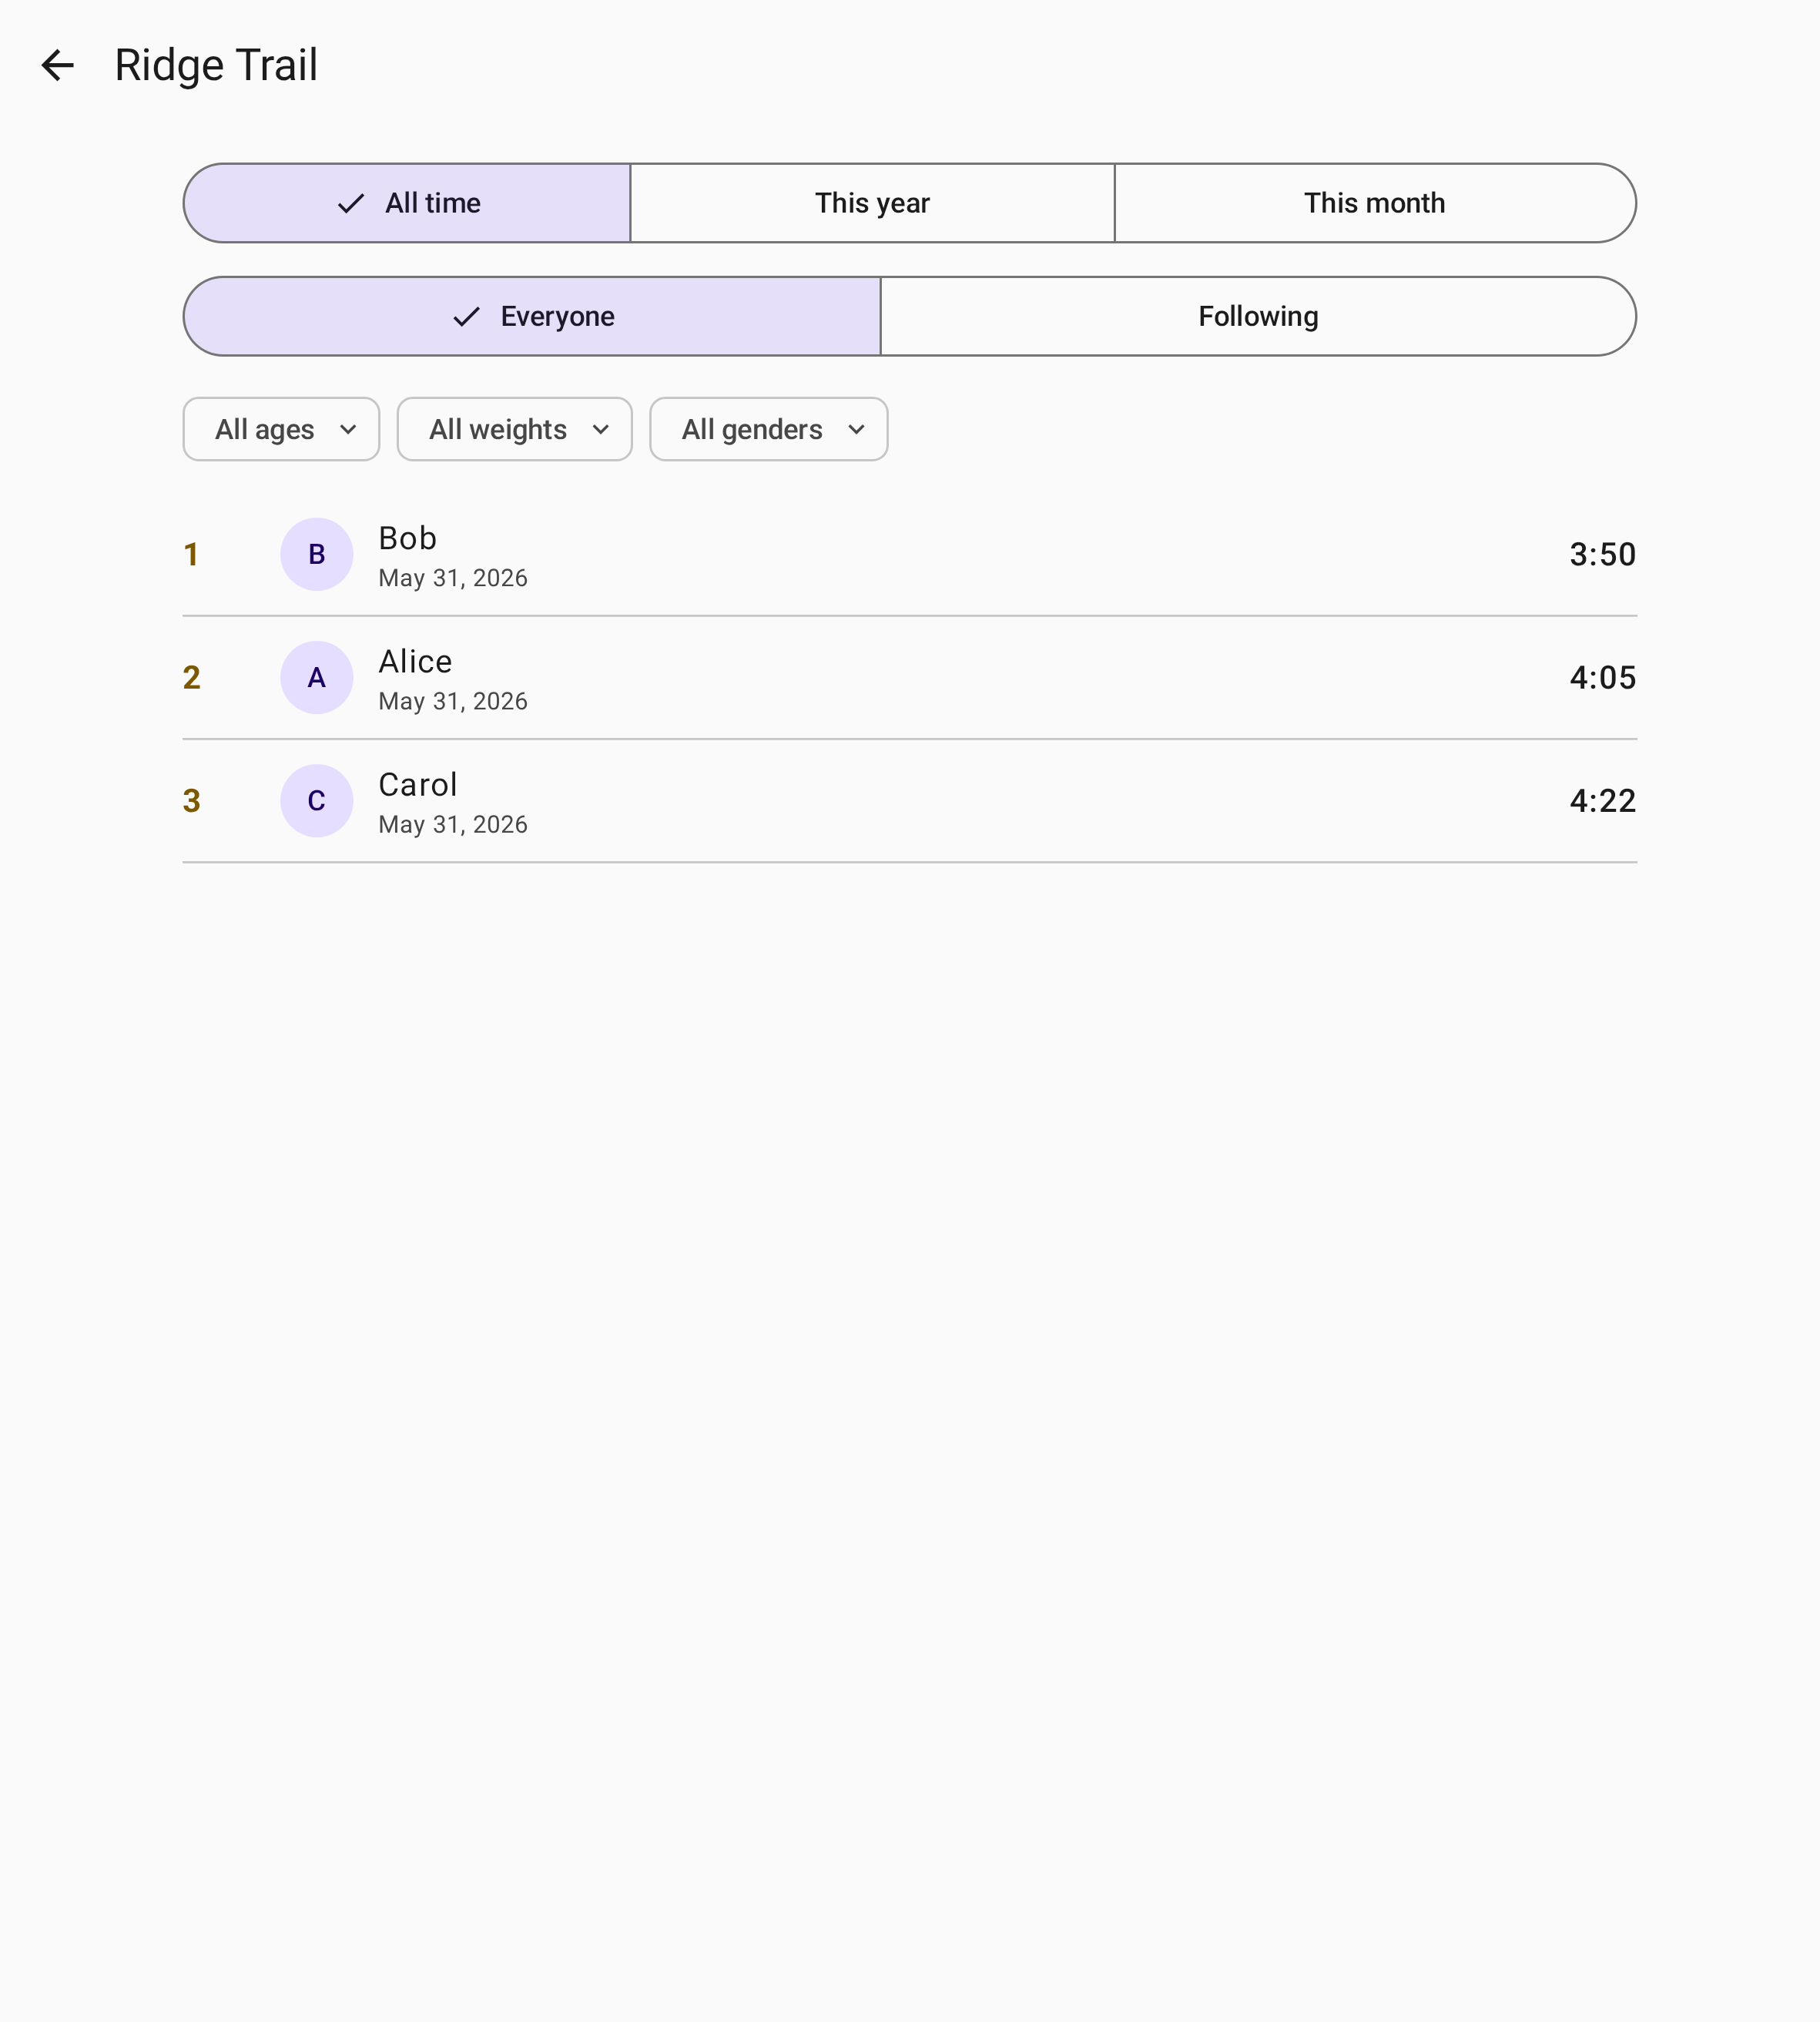 Ridge Trail
All time This year This month
Everyone Following
All ages All weights All genders
1 B Bob 3:50
May 31, 2026
2 A Alice 4:05
May 31, 2026
3 C Carol 4:22
May 31, 2026